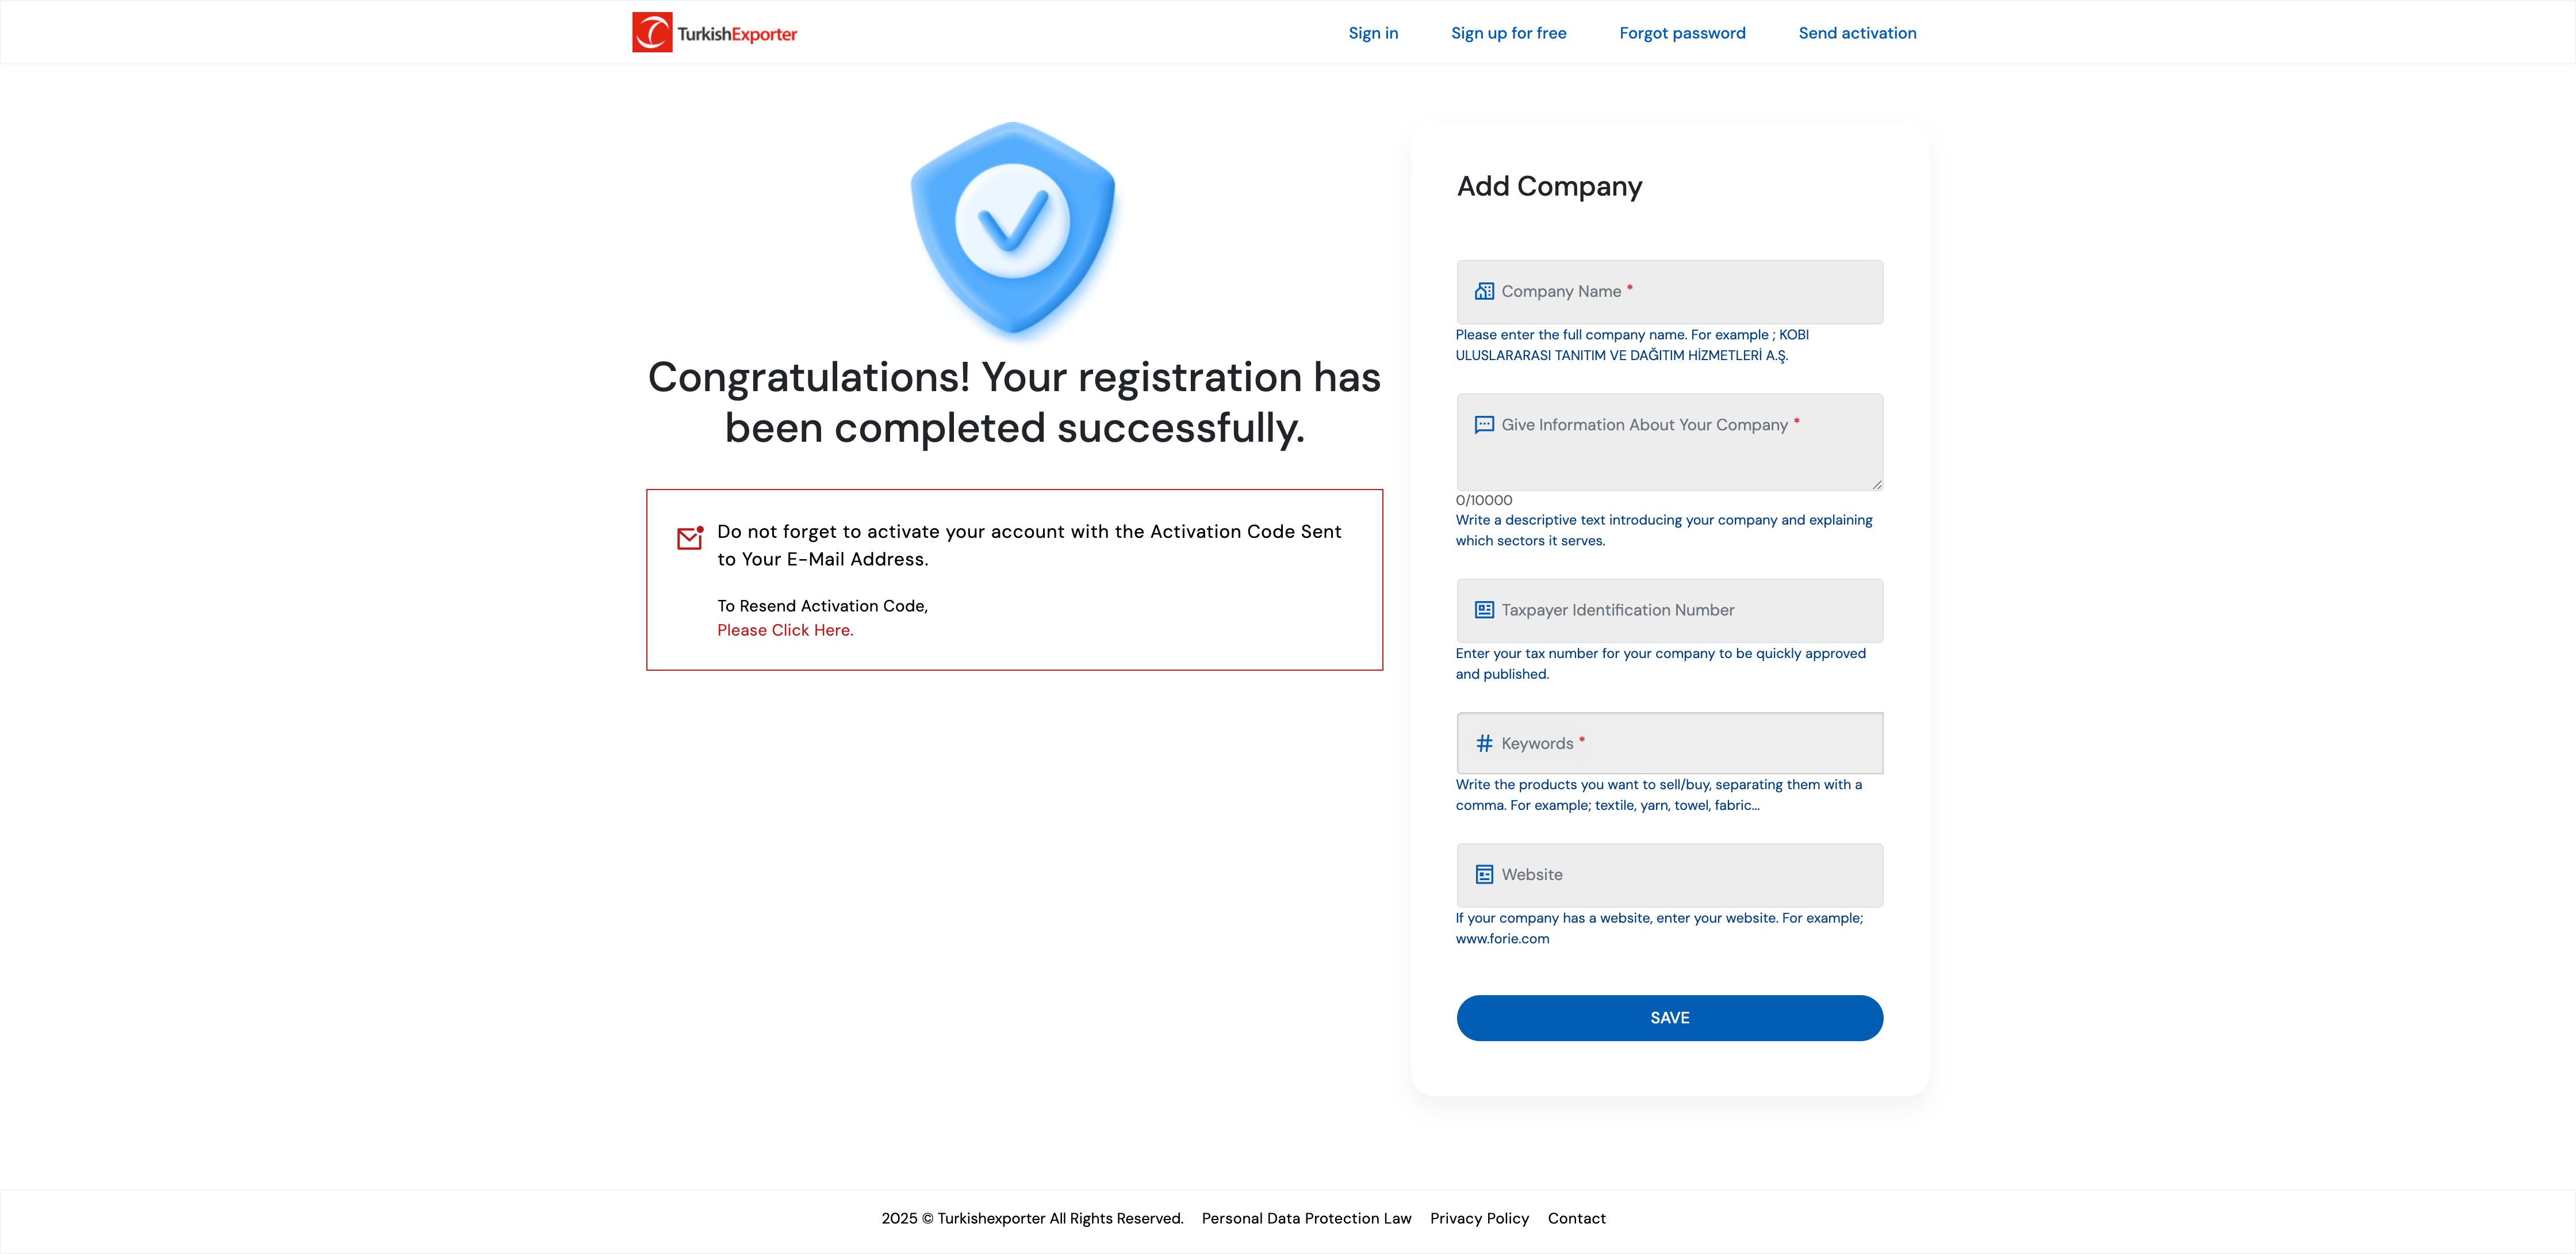 TurkishExporter
Sign in
Sign up for free
Forgot password
Send activation
Congratulations! Your registration has
been completed successfully.
Do not forget to activate your account with the Activation Code Sent
to Your E-Mail Address.
To Resend Activation Code,
Please Click Here.
Add Company
Company Name *
Please enter the full company name. For example ; KOBI
ULUSLARARASI TANITIM VE DAĞITIM HİZMETLERİ A.Ş.
Give Information About Your Company *
0/10000
Write a descriptive text introducing your company and explaining
which sectors it serves.
Taxpayer Identification Number
Enter your tax number for your company to be quickly approved
and published.
Keywords *
Write the products you want to sell/buy, separating them with a
comma. For example; textile, yarn, towel, fabric...
Website
If your company has a website, enter your website. For example;
www.forie.com
SAVE
2025 © Turkishexporter All Rights Reserved.
Personal Data Protection Law
Privacy Policy
Contact